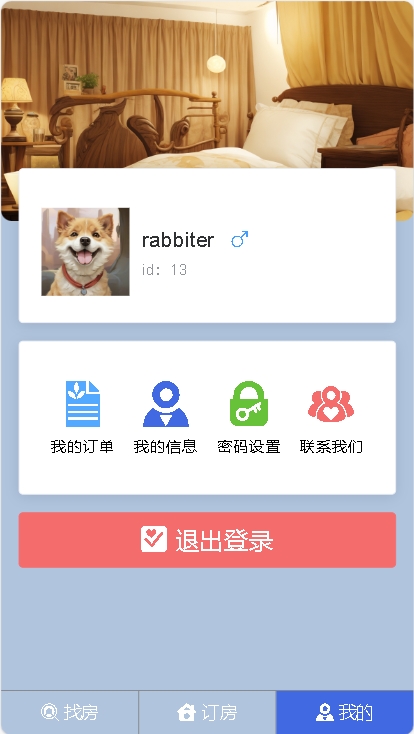 rabbiter
id: 13
我的订单 我的信息 密码设置 联系我们
退出登录
找房 订房 我的